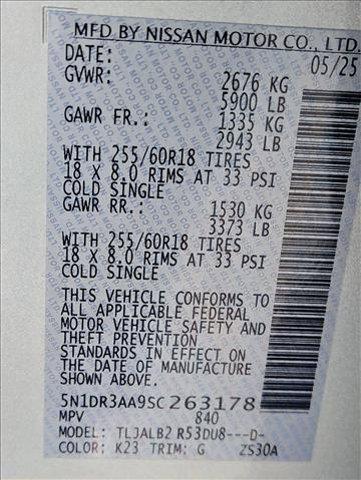 MFD BY NISSAN MOTOR CO., LTD.
DATE: 05/25
GVWR: 2676 KG
5900 LB
GAWR FR.: 1335 KG
2943 LB
WITH 255/60R18 TIRES
18 X 8.0 RIMS AT 33 PSI
COLD SINGLE
GAWR RR.: 1530 KG
3373 LB
WITH 255/60R18 TIRES
18 X 8.0 RIMS AT 33 PSI
COLD SINGLE
THIS VEHICLE CONFORMS TO
ALL APPLICABLE FEDERAL
MOTOR VEHICLE SAFETY AND
THEFT PREVENTION
STANDARDS IN EFFECT ON
THE DATE OF MANUFACTURE
SHOWN ABOVE.
5N1DR3AA9SC263178
MPV 840
MODEL: TLJALB2 R53DU8---D-
COLOR: K23 TRIM: G ZS30A